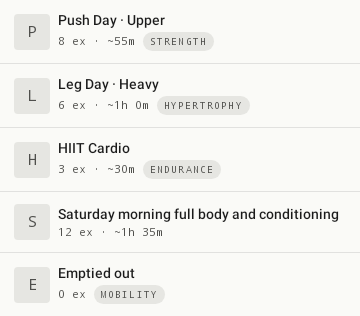 P
Push Day · Upper
8 ex · ~55m STRENGTH
L
Leg Day · Heavy
6 ex · ~1h 0m HYPERTROPHY
H
HIIT Cardio
3 ex · ~30m ENDURANCE
S
Saturday morning full body and conditioning
12 ex · ~1h 35m
E
Emptied out
0 ex MOBILITY